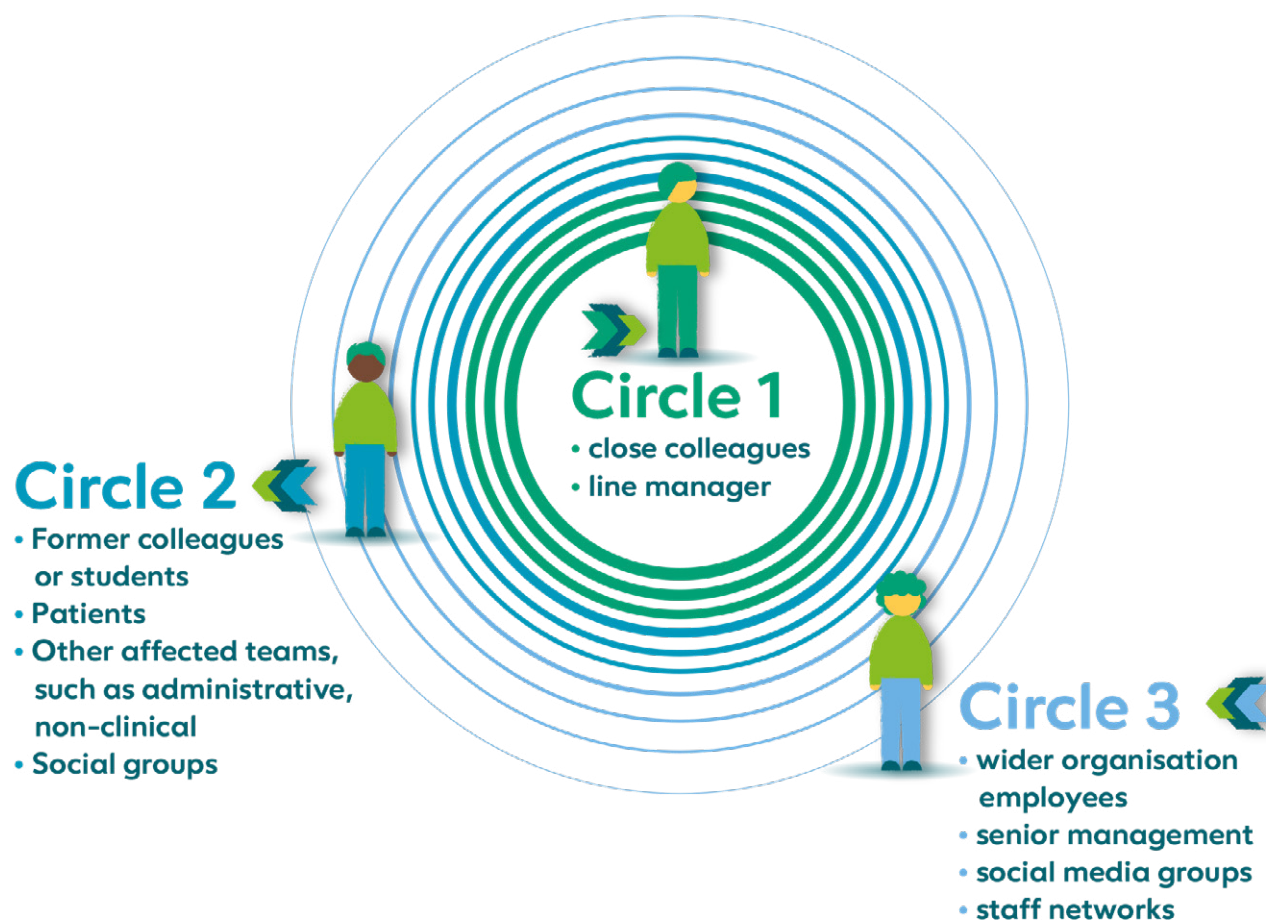 Circle 1
• close colleagues
• line manager
Circle 2
• Former colleagues
or students
• Patients
• Other affected teams,
such as administrative,
non-clinical
• Social groups
Circle 3
• wider organisation
employees
• senior management
• social media groups
• staff networks